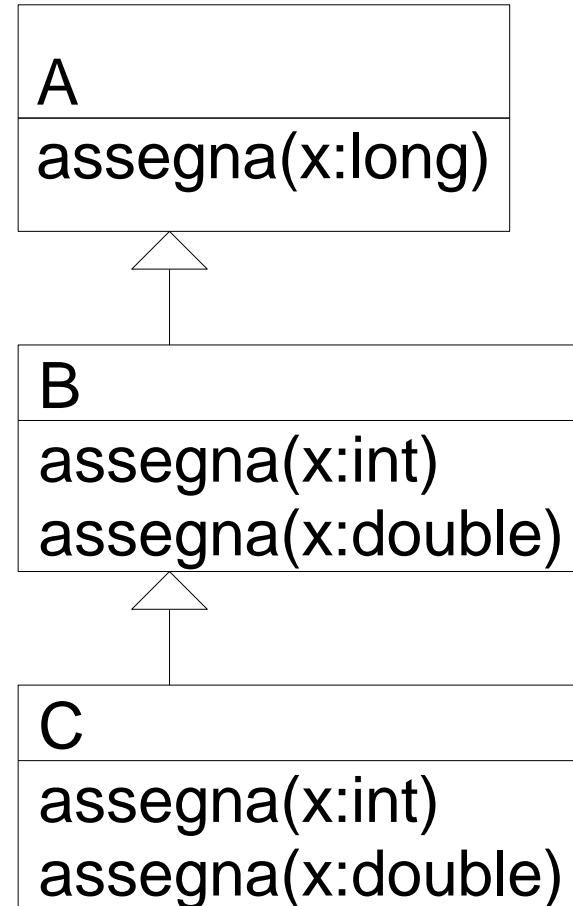 A
assegna(x:long)
B
assegna(x:int)
assegna(x:double)
C
assegna(x:int)
assegna(x:double)